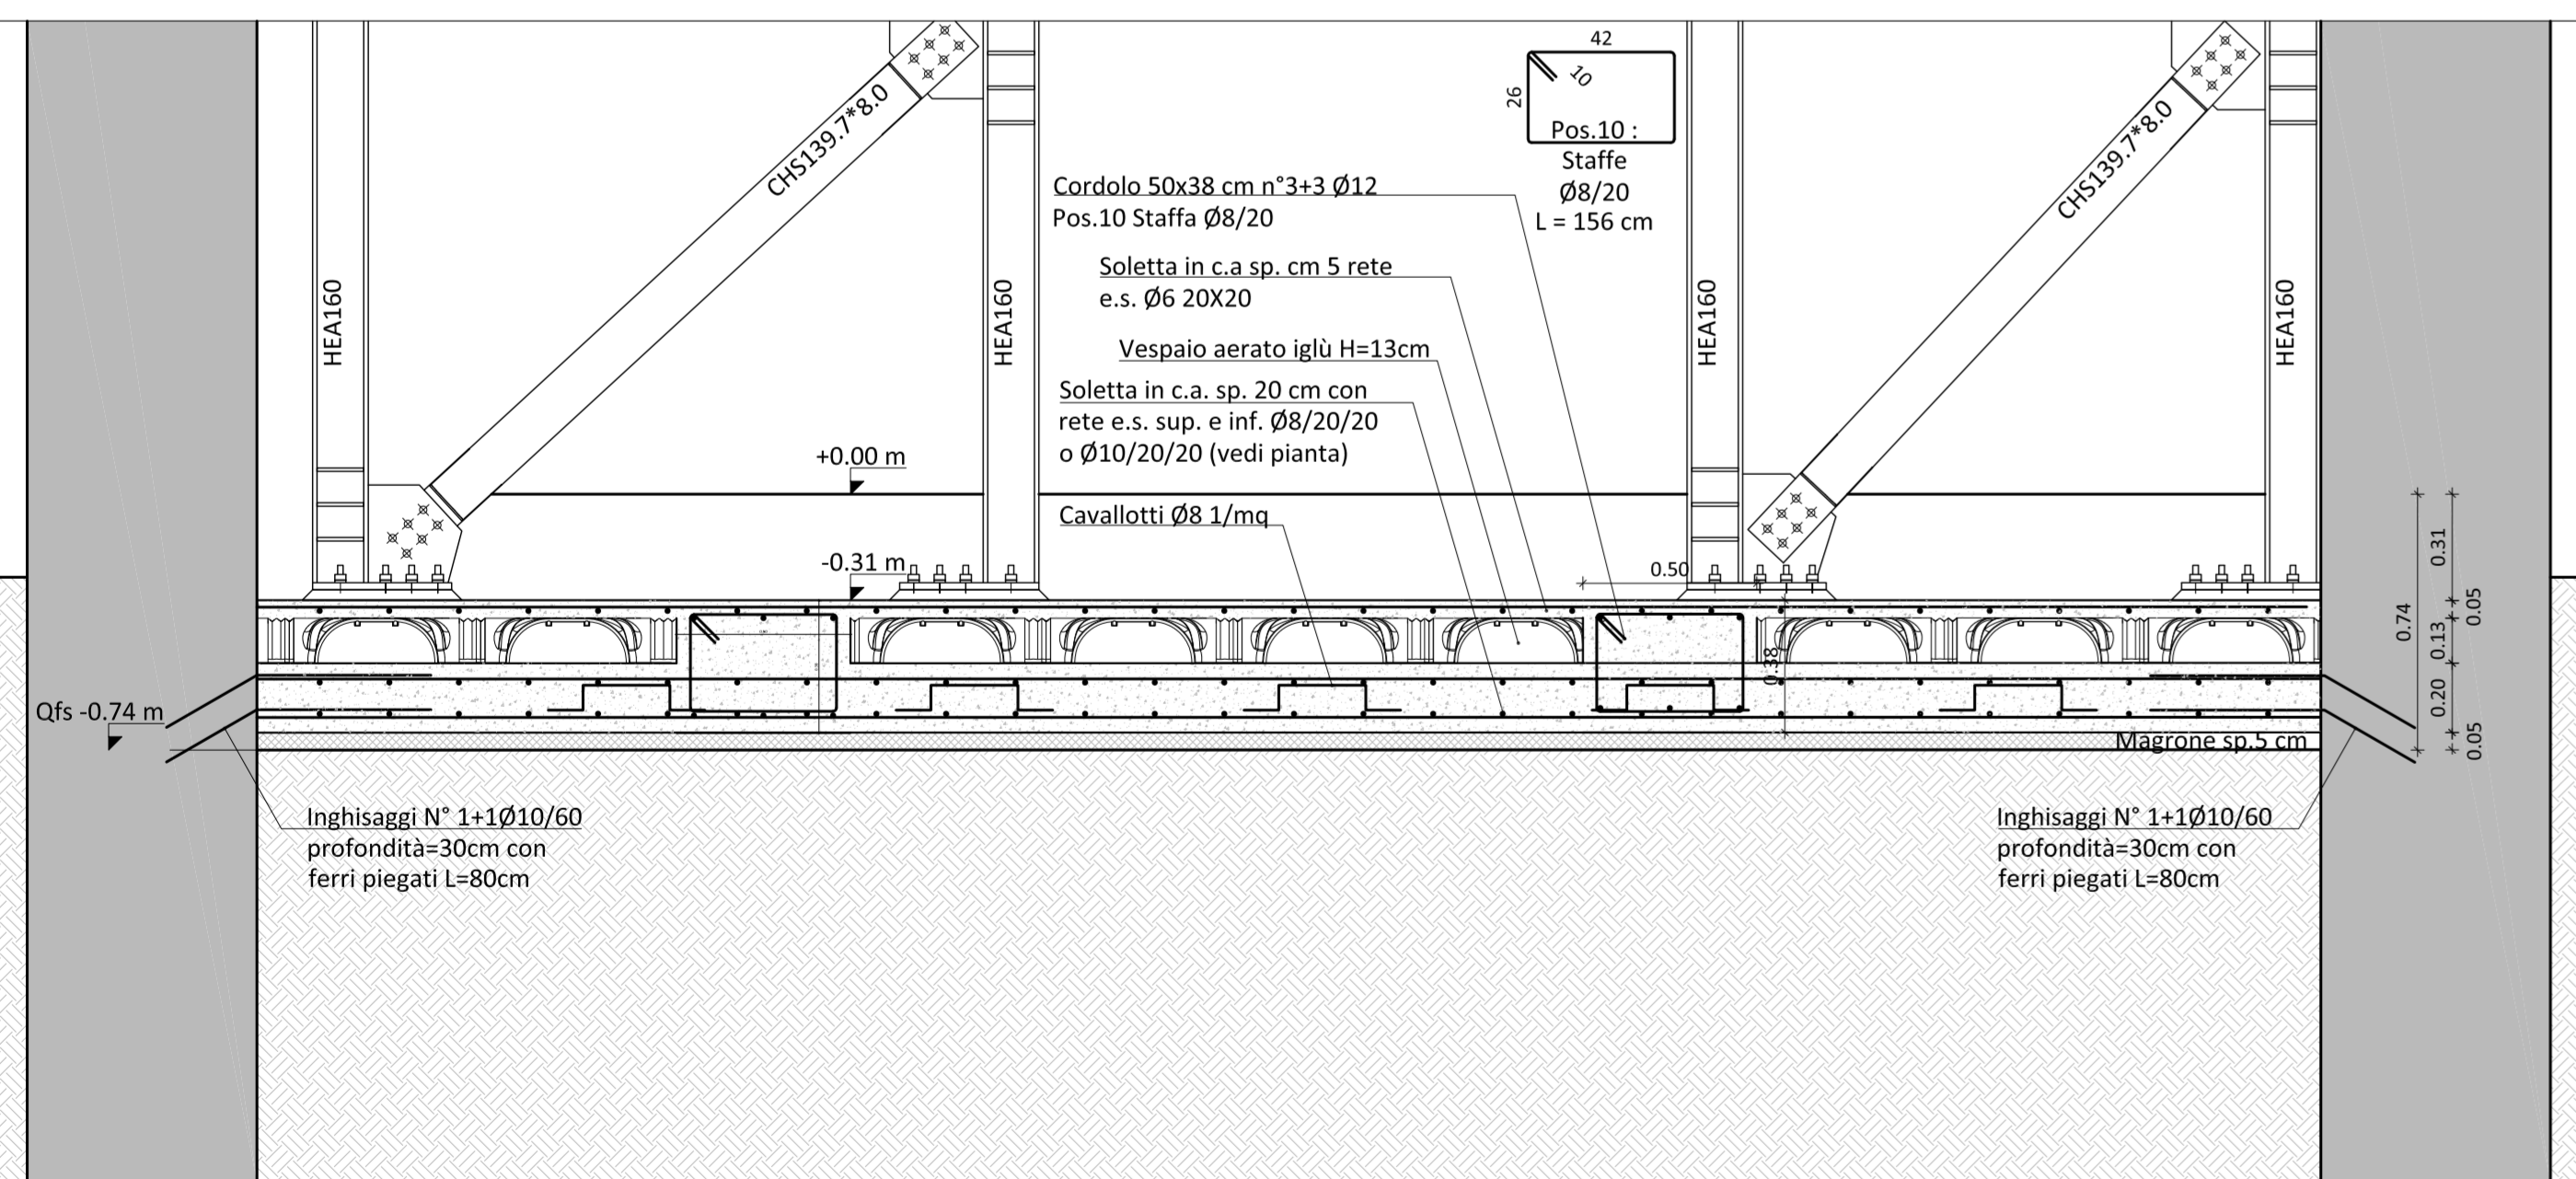 42
26
10
Pos.10 :
Staffe
Ø8/20
L = 156 cm
CHS139.7*8.0
CHS139.7*8.0
Cordolo 50x38 cm n°3+3 Ø12
Pos.10 Staffa Ø8/20
Soletta in c.a sp. cm 5 rete
e.s. Ø6 20X20
HEA160
HEA160
HEA160
HEA160
Vespaio aerato iglù H=13cm
Soletta in c.a. sp. 20 cm con
rete e.s. sup. e inf. Ø8/20/20
o Ø10/20/20 (vedi pianta)
+0.00 m
Cavallotti Ø8 1/mq
-0.31 m
0.50
0.38
0.31
0.05
0.74
0.13
0.20
0.05
Qfs -0.74 m
Magrone sp.5 cm
Inghisaggi N° 1+1Ø10/60
profondità=30cm con
ferri piegati L=80cm
Inghisaggi N° 1+1Ø10/60
profondità=30cm con
ferri piegati L=80cm